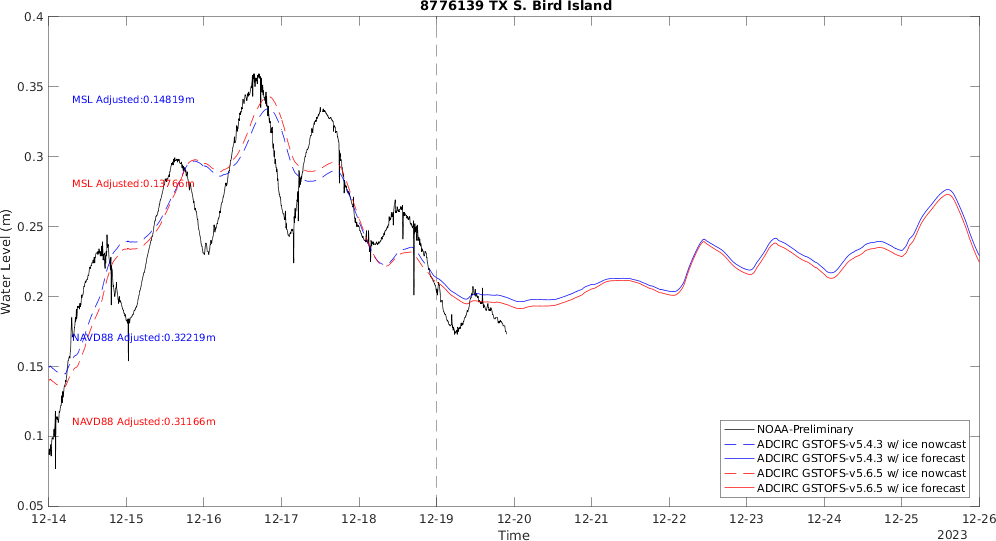 8776139 TX S. Bird Island
0.4
0.35
0.3
0.25
0.2
0.15
0.1
0.05
Water Level (m)
MSL Adjusted:0.14819m
MSL Adjusted:0.13766m
NAVD88 Adjusted:0.32219m
NAVD88 Adjusted:0.31166m
NOAA-Preliminary
ADCIRC GSTOFS-v5.4.3 w/ ice nowcast
ADCIRC GSTOFS-v5.4.3 w/ ice forecast
ADCIRC GSTOFS-v5.6.5 w/ ice nowcast
ADCIRC GSTOFS-v5.6.5 w/ ice forecast
12-14 12-15 12-16 12-17 12-18 12-19 12-20 12-21 12-22 12-23 12-24 12-25 12-26
Time
2023